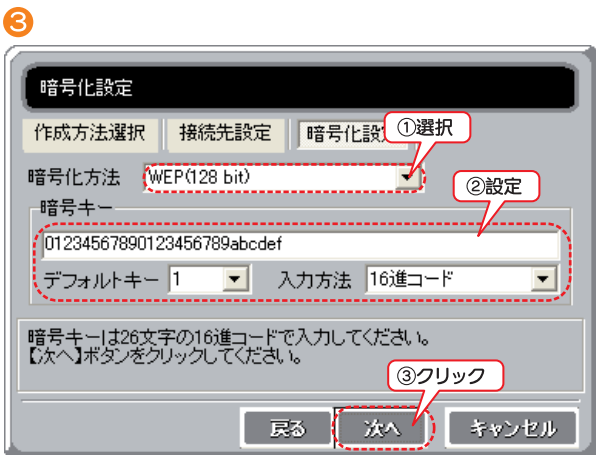 3
暗号化設定
作成方法選択 接続先設定 暗号化設
①選択
暗号化方法 WEP(128 bit)
②設定
暗号キー
01234567890123456789abcdef
デフォルトキー 1 入力方法 16進コード
暗号キーは26文字の16進コードで入力してください。
【次へ】ボタンをクリックしてください。
③クリック
戻る 次へ キャンセル